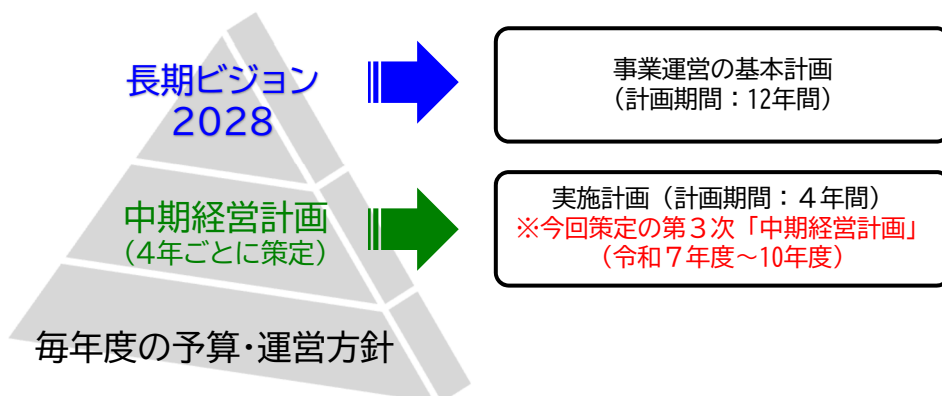 長期ビジョン
2028
事業運営の基本計画
(計画期間:12年間)
中期経営計画
(4年ごとに策定)
実施計画(計画期間:4年間)
※今回策定の第3次「中期経営計画」
(令和7年度~10年度)
毎年度の予算・運営方針